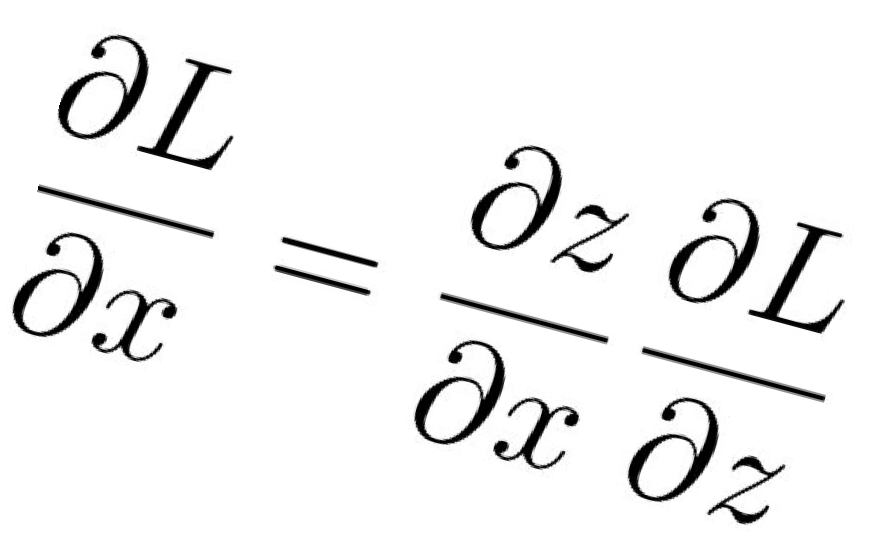 ∂L/∂x = ∂z/∂x ∂L/∂z